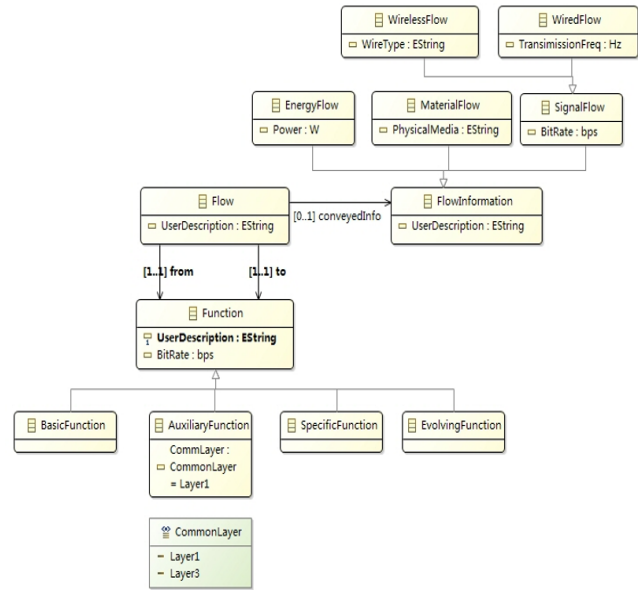 WirelessFlow
WireType : EString
WiredFlow
TransimissionFreq : Hz
EnergyFlow
Power : W
MaterialFlow
PhysicalMedia : EString
SignalFlow
BitRate : bps
Flow
UserDescription : EString
[0..1] conveyedInfo
FlowInformation
UserDescription : EString
[1..1] from
[1..1] to
Function
1 UserDescription : EString
BitRate : bps
BasicFunction
AuxiliaryFunction
CommLayer :
CommonLayer
= Layer1
SpecificFunction
EvolvingFunction
CommonLayer
Layer1
Layer3